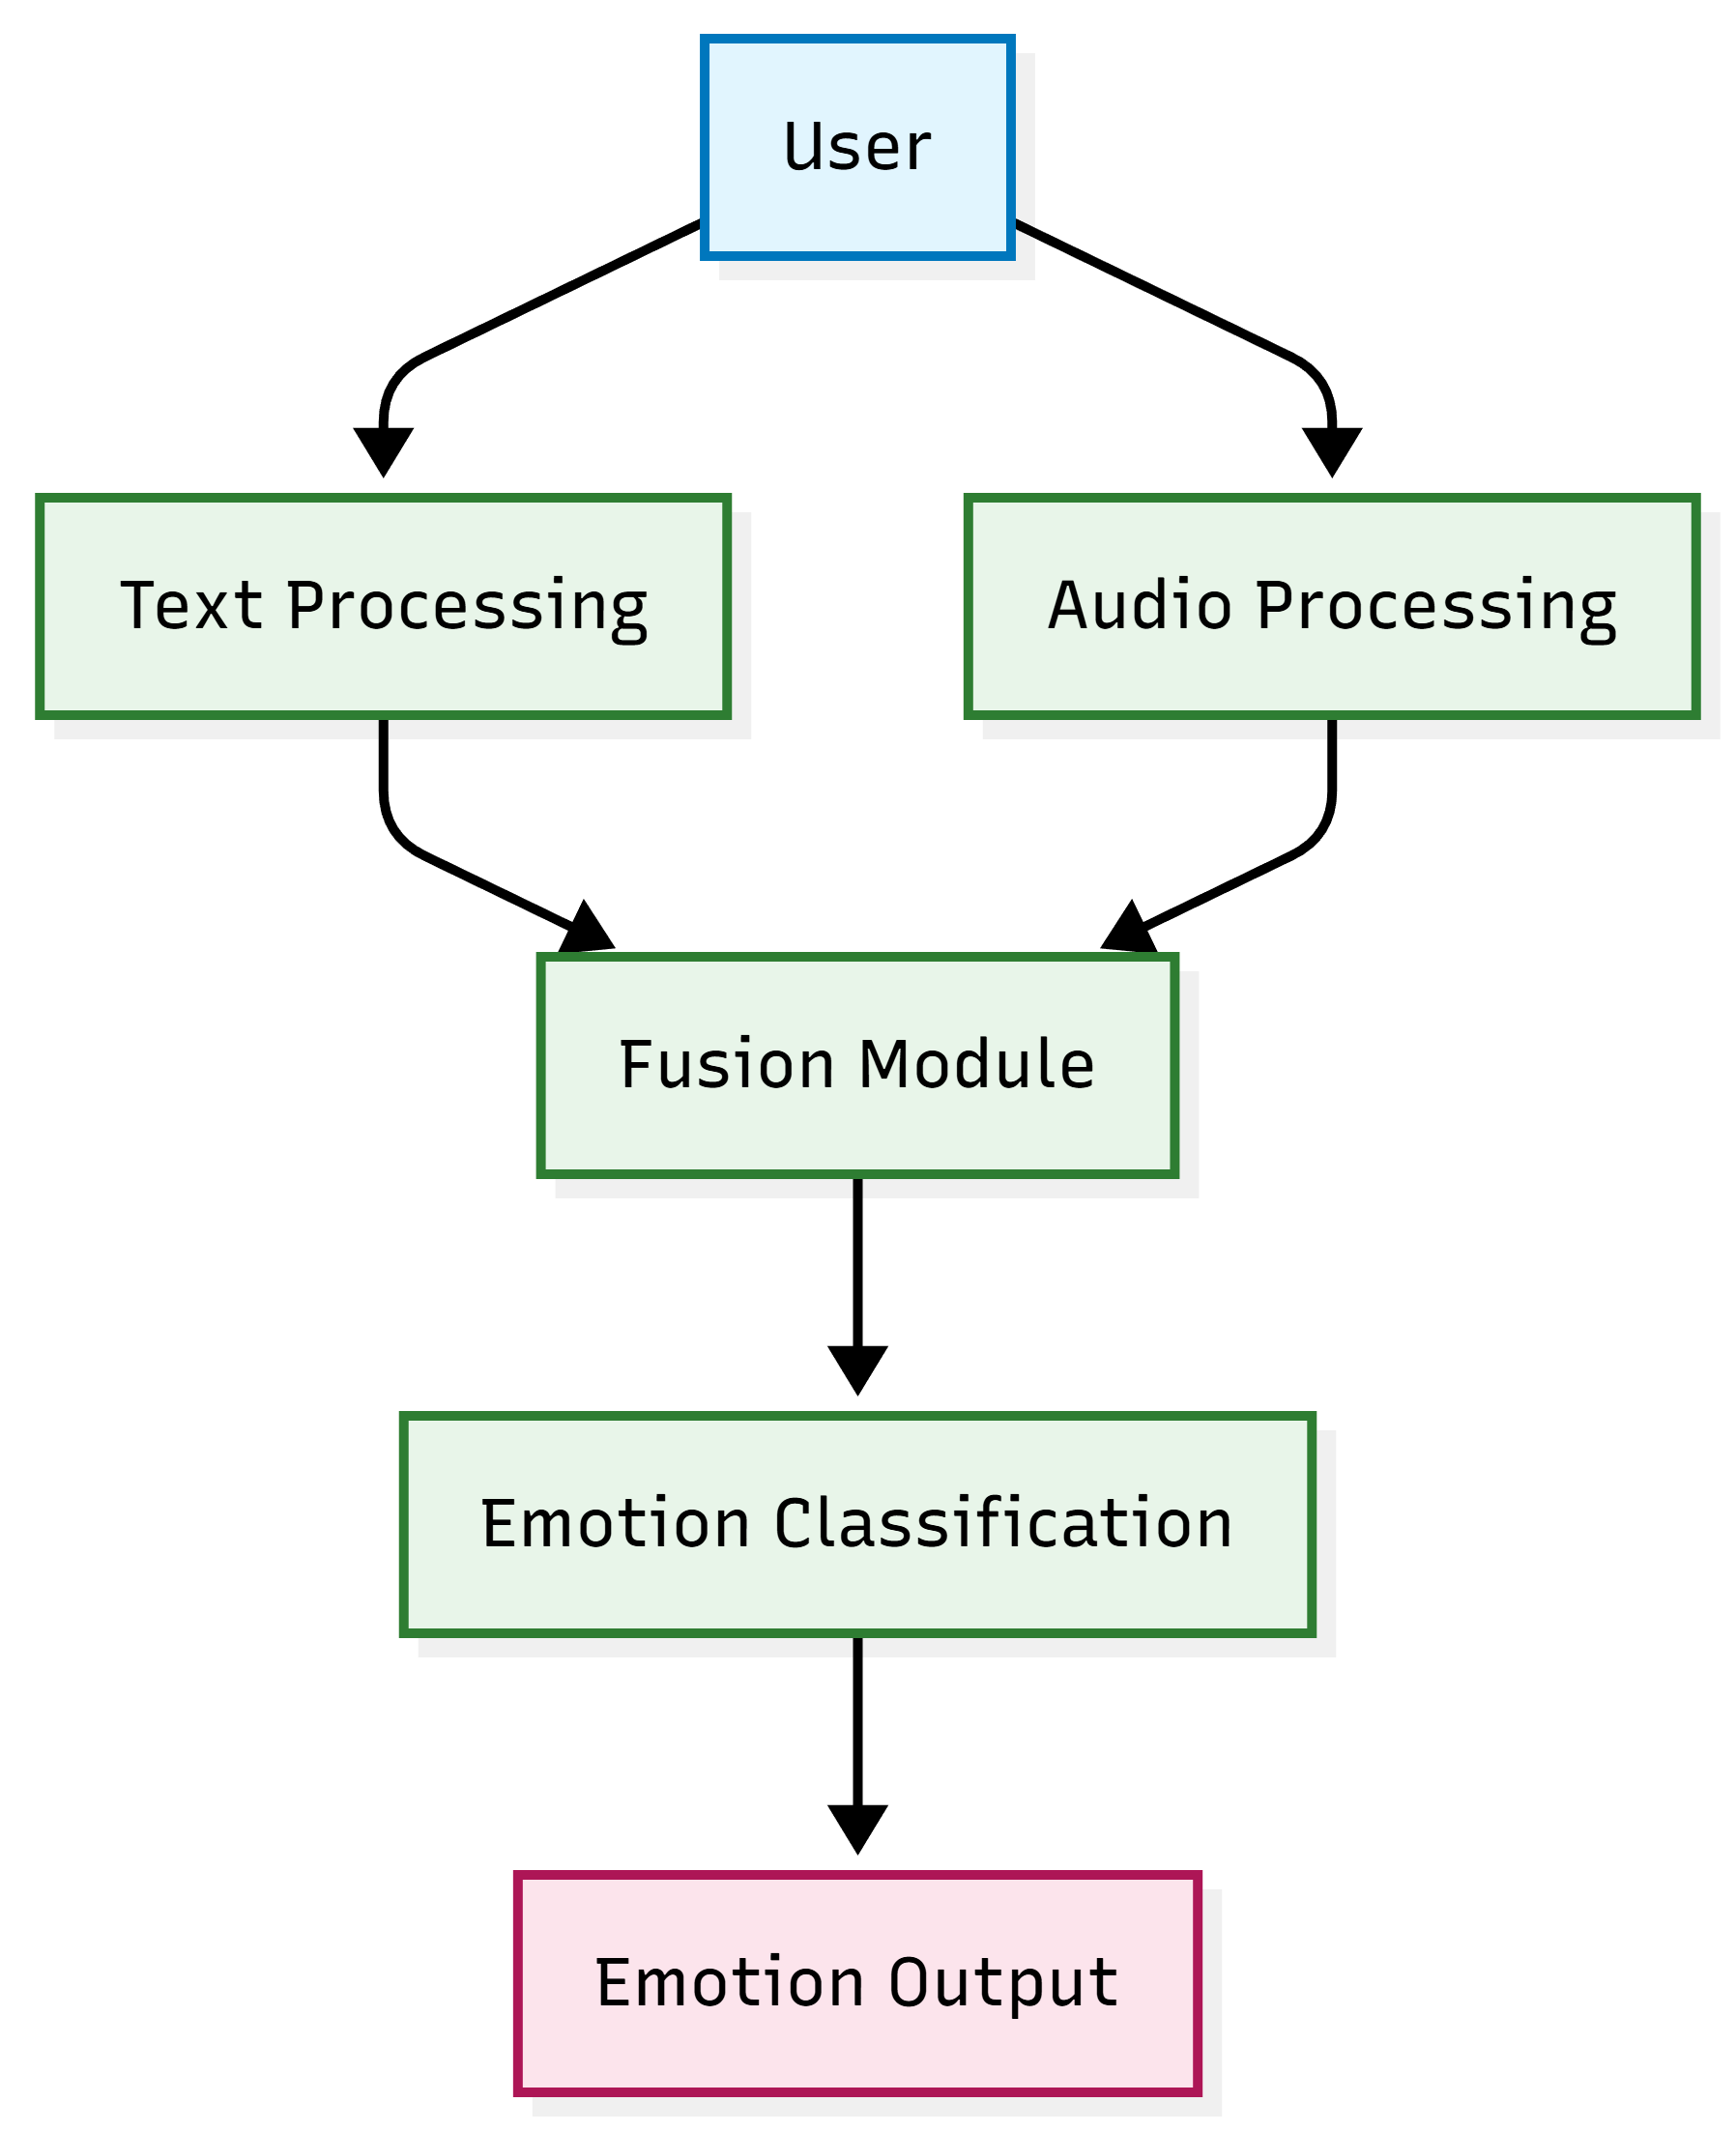 User
Text Processing
Audio Processing
Fusion Module
Emotion Classification
Emotion Output